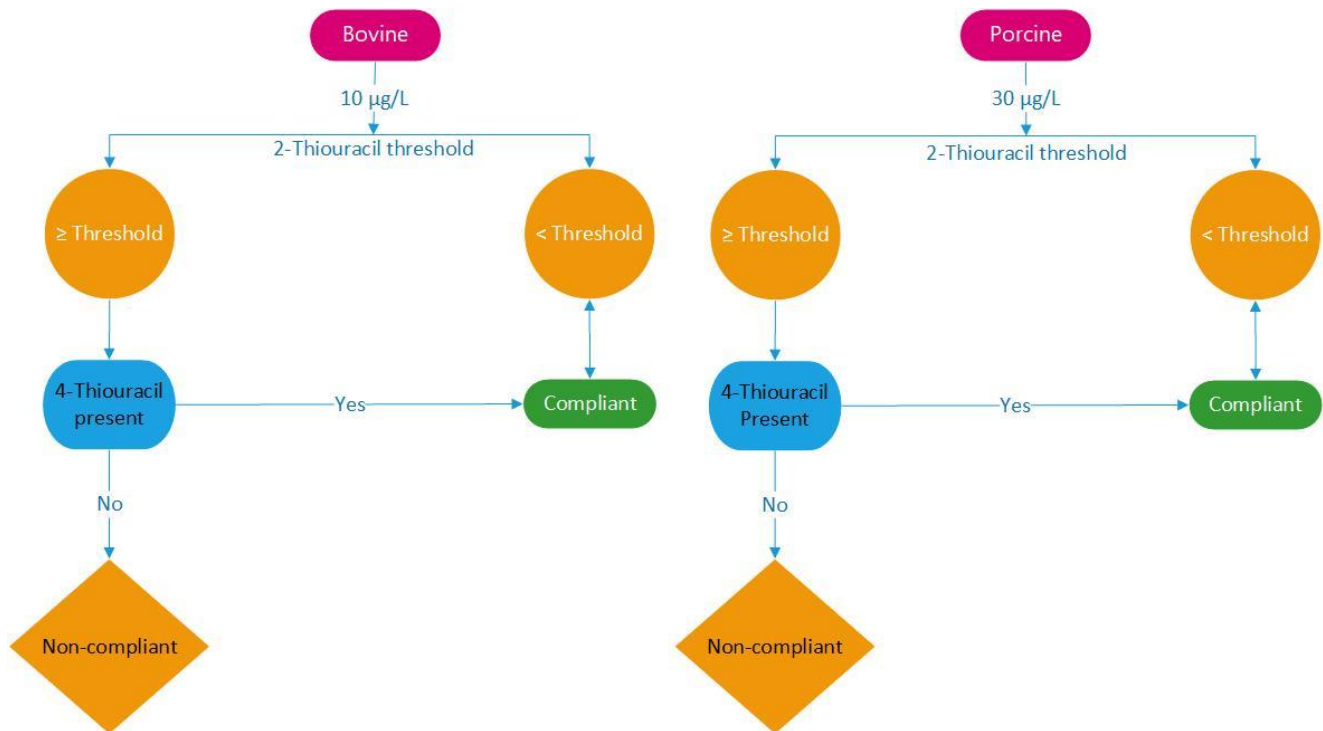 Bovine
10 µg/L
2-Thiouracil threshold
≥ Threshold
< Threshold
4-Thiouracil
present
Yes
Compliant
No
Non-compliant
Porcine
30 µg/L
2-Thiouracil threshold
≥ Threshold
< Threshold
4-Thiouracil
Present
Yes
Compliant
No
Non-compliant